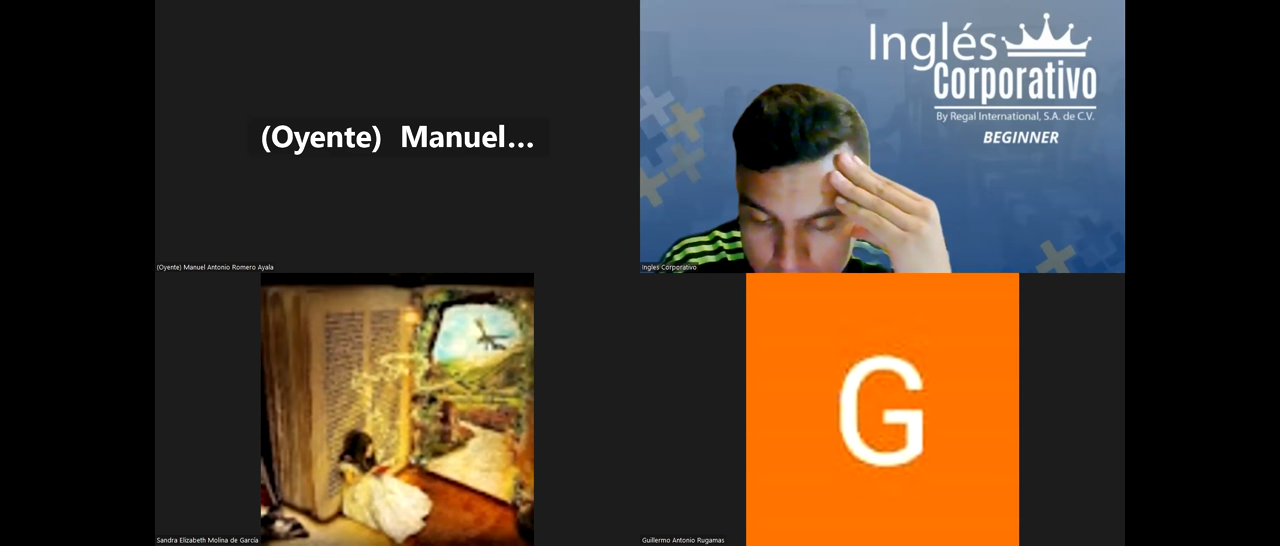 (Oyente) Manuel...
(Oyente) Manuel Antonio Romero Ayala
Inglés
Corporativo
By Regal International, S.A. de C.V.
BEGINNER
Ingles Corporativo
Sandra Elizabeth Molina de García
G
Guillermo Antonio Rugamas